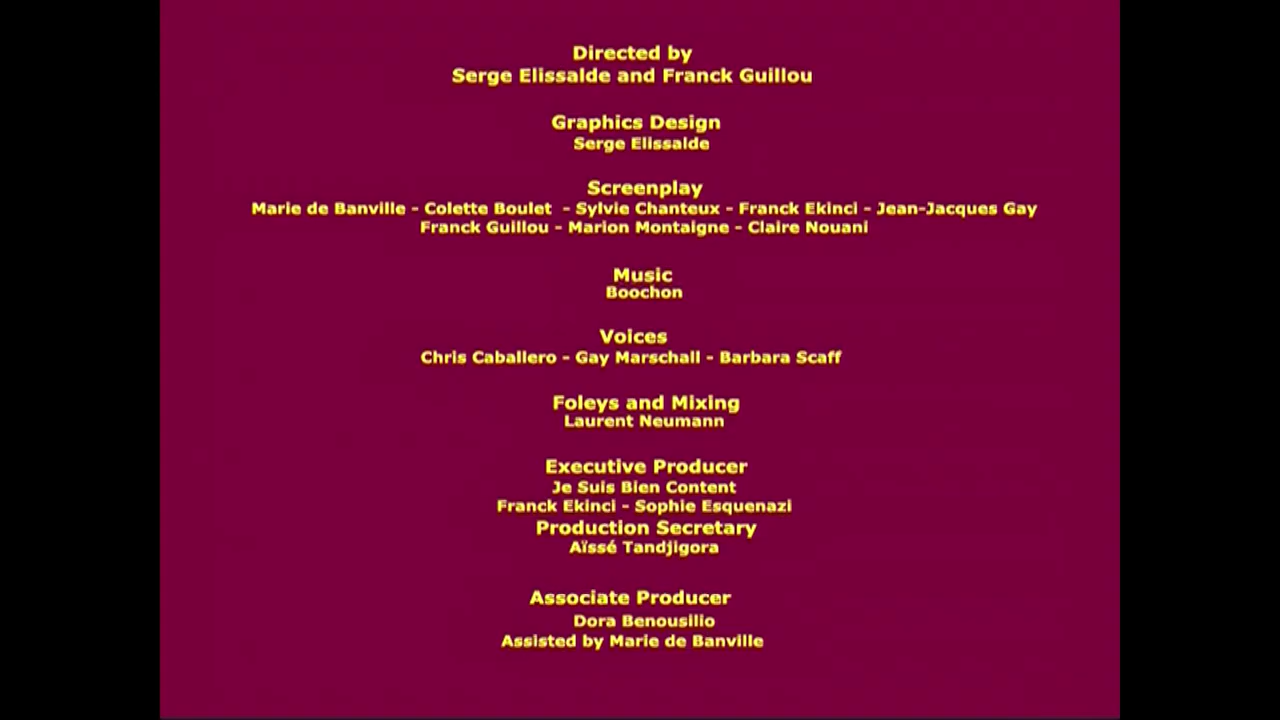 Directed by
Serge Elissalde and Franck Guillou
Graphics Design
Serge Elissalde
Screenplay
Marie de Banville - Colette Boulet - Sylvie Chanteux - Franck Ekinci - Jean-Jacques Gay
Franck Guillou - Marion Montaigne - Claire Nouani
Music
Boochon
Voices
Chris Caballero - Gay Marschall - Barbara Scaff
Foleys and Mixing
Laurent Neumann
Executive Producer
Je Suis Bien Content
Franck Ekinci - Sophie Esquenazi
Production Secretary
Aïssé Tandjigora
Associate Producer
Dora Benousilio
Assisted by Marie de Banville